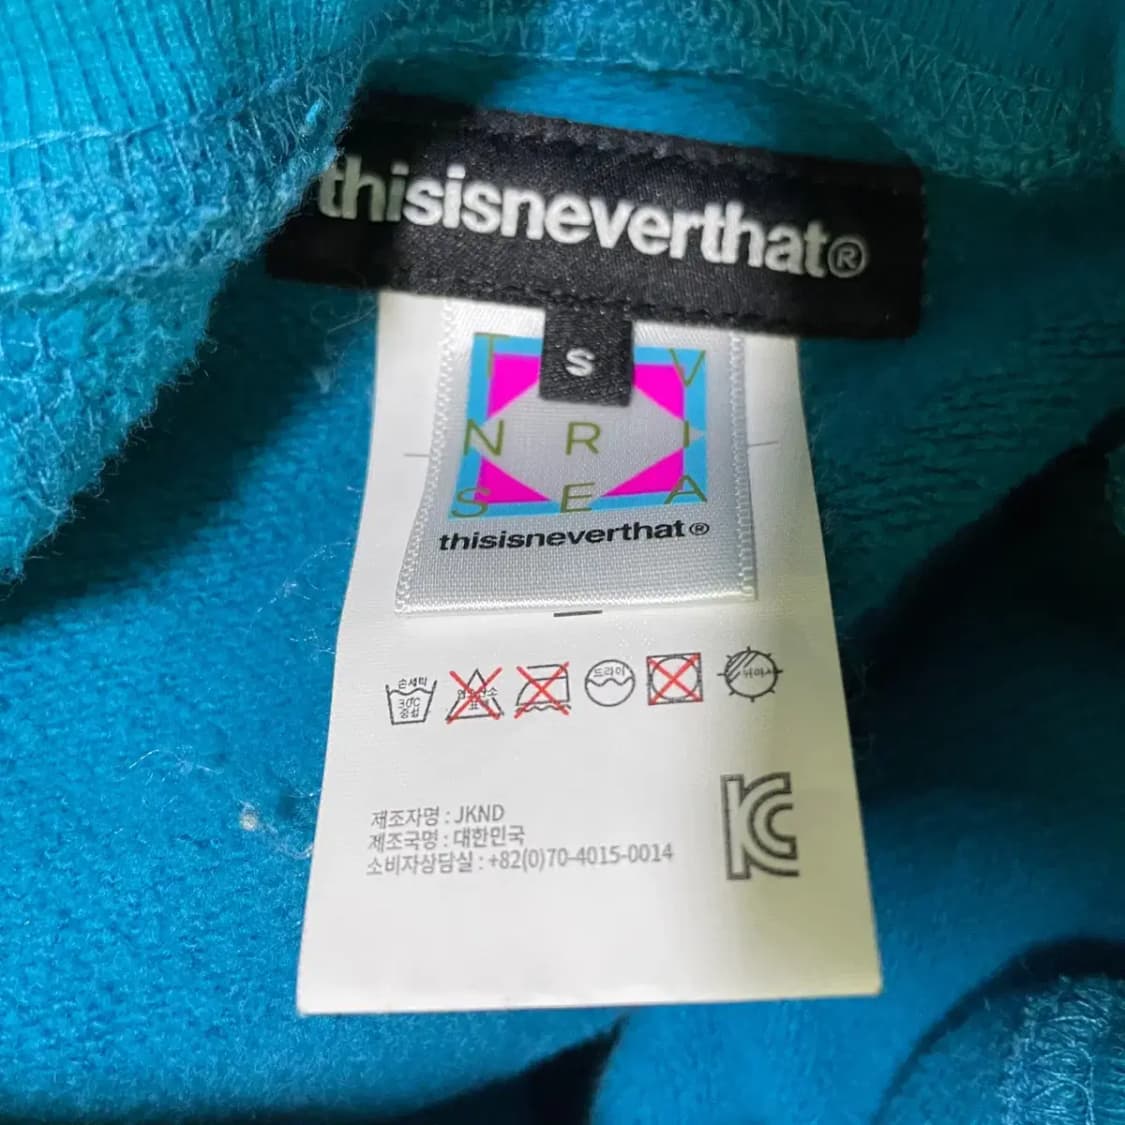 thisisneverthat®
S
T V
N R I
S E A
thisisneverthat®
손세탁
30℃
중성
드라이
제조자명 : JKND
제조국명 : 대한민국
소비자상담실 : +82(0)70-4015-0014
KC